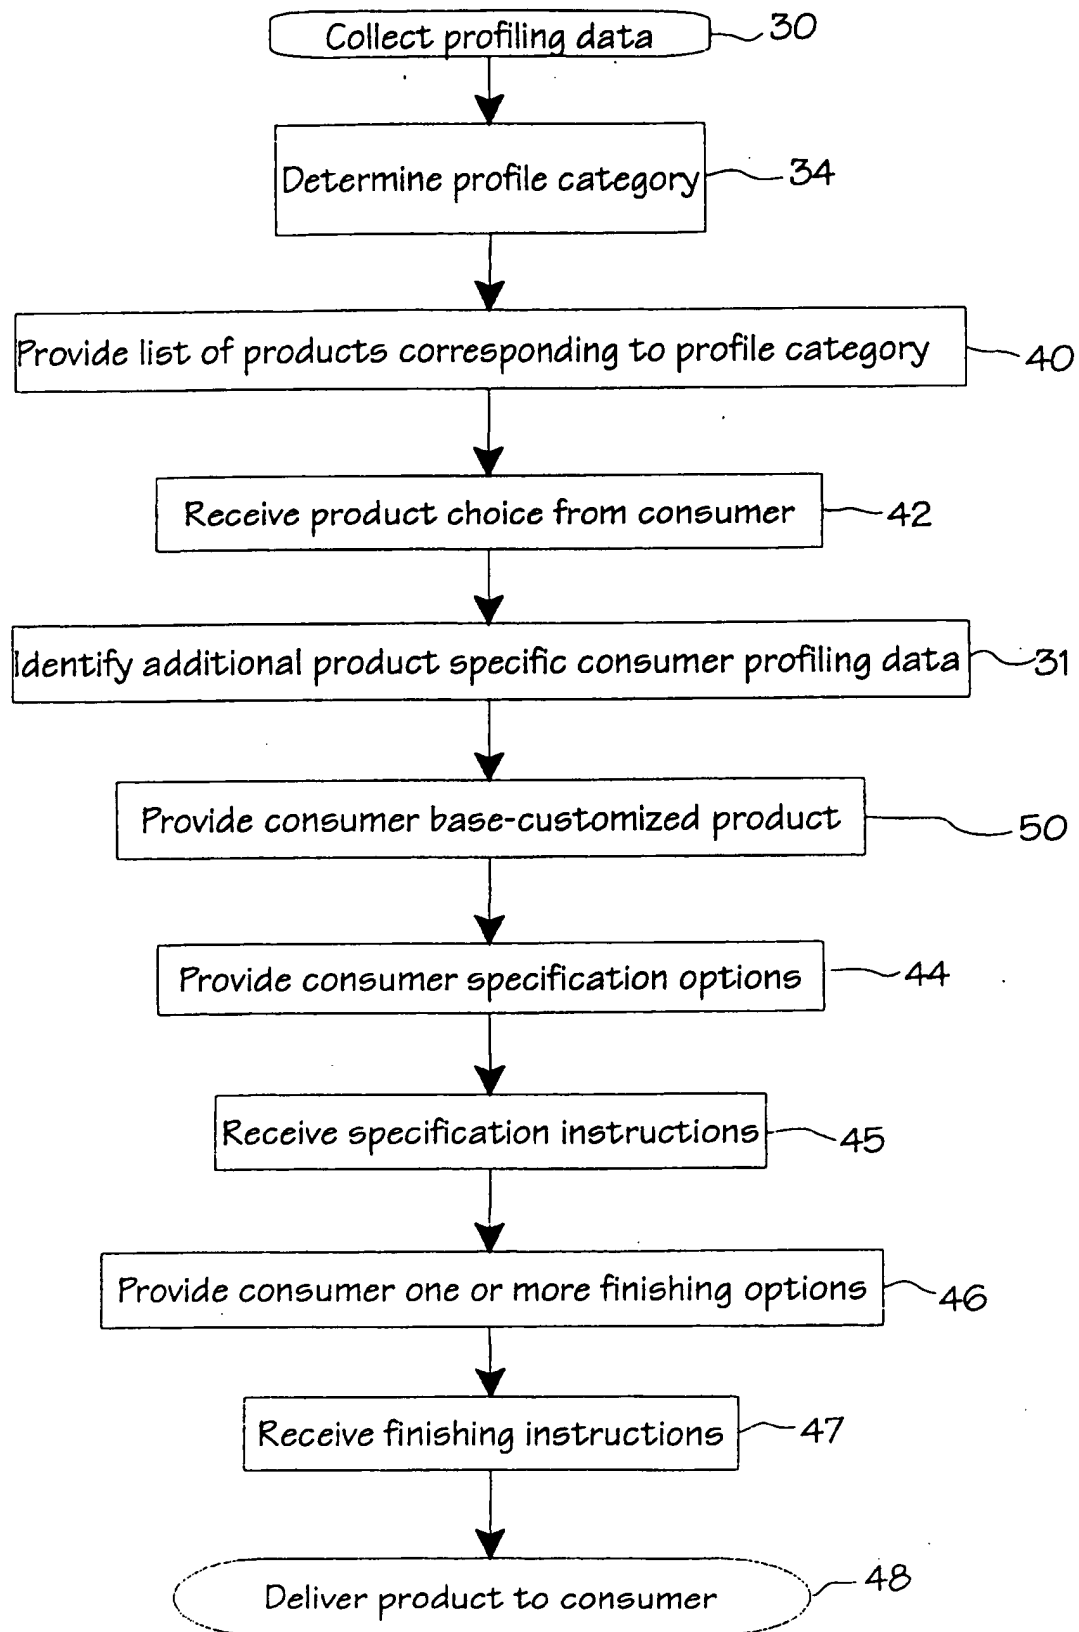 Collect profiling data 30
Determine profile category 34
Provide list of products corresponding to profile category 40
Receive product choice from consumer 42
Identify additional product specific consumer profiling data 31
Provide consumer base-customized product 50
Provide consumer specification options 44
Receive specification instructions 45
Provide consumer one or more finishing options 46
Receive finishing instructions 47
Deliver product to consumer 48